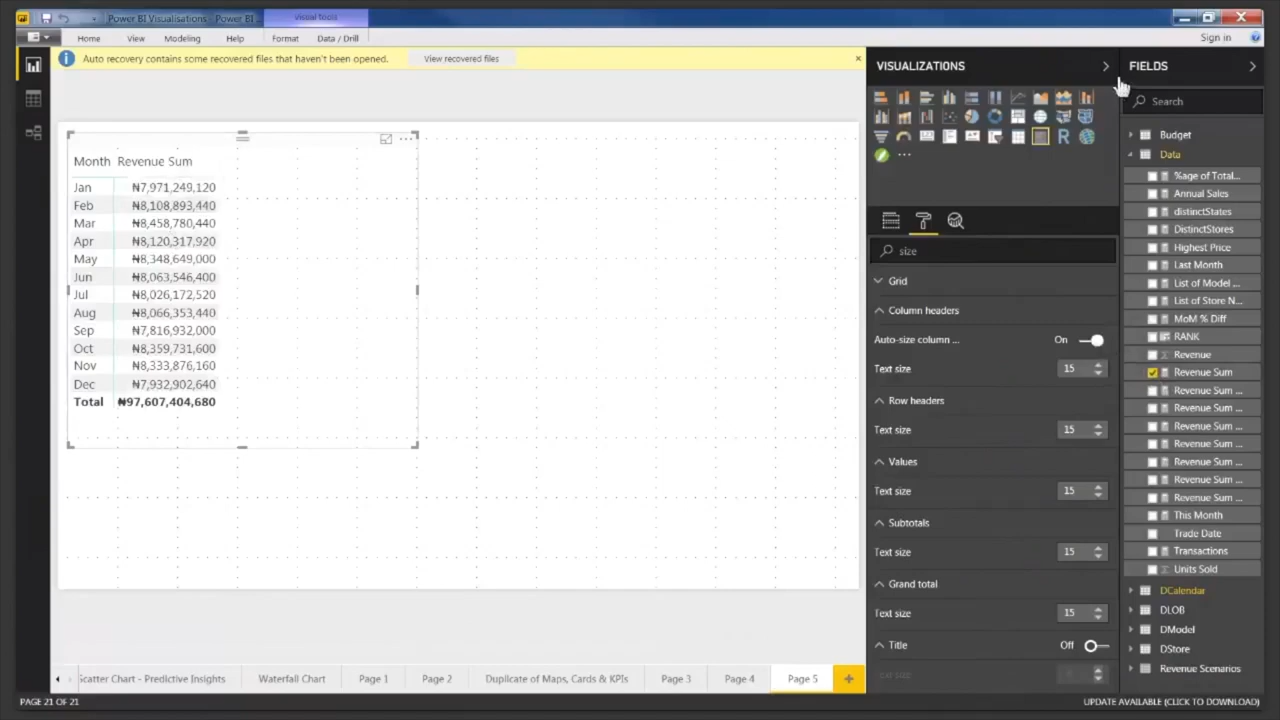 Power BI Visualisations - Power BI ...
Visual tools
Home View Modeling Help Format Data / Drill
Sign in
Auto recovery contains some recovered files that haven't been opened.
View recovered files
VISUALIZATIONS
FIELDS
Search
Month Revenue Sum
Jan ₦7,971,249,120
Feb ₦8,108,893,440
Mar ₦8,458,780,440
Apr ₦8,120,317,920
May ₦8,348,649,000
Jun ₦8,063,546,400
Jul ₦8,026,172,520
Aug ₦8,066,353,440
Sep ₦7,816,932,000
Oct ₦8,359,731,600
Nov ₦8,333,876,160
Dec ₦7,932,902,640
Total ₦97,607,404,680
R
size
Grid
Column headers
Auto-size column ... On
Text size 15
Row headers
Text size 15
Values
Text size 15
Subtotals
Text size 15
Grand total
Text size 15
Title Off
Budget
Data
%age of Total...
Annual Sales
distinctStates
DistinctStores
Highest Price
Last Month
List of Model ...
List of Store N...
MoM % Diff
RANK
Revenue
Revenue Sum
Revenue Sum ...
Revenue Sum ...
Revenue Sum ...
Revenue Sum ...
Revenue Sum ...
Revenue Sum ...
Revenue Sum ...
This Month
Trade Date
Transactions
Units Sold
DCalendar
DLOB
DModel
DStore
Revenue Scenarios
Scatter Chart - Predictive Insights
Waterfall Chart
Page 1
Page 2
Duplicate of Maps, Cards & KPIs
Page 3
Page 4
Page 5
PAGE 21 OF 21
UPDATE AVAILABLE (CLICK TO DOWNLOAD)